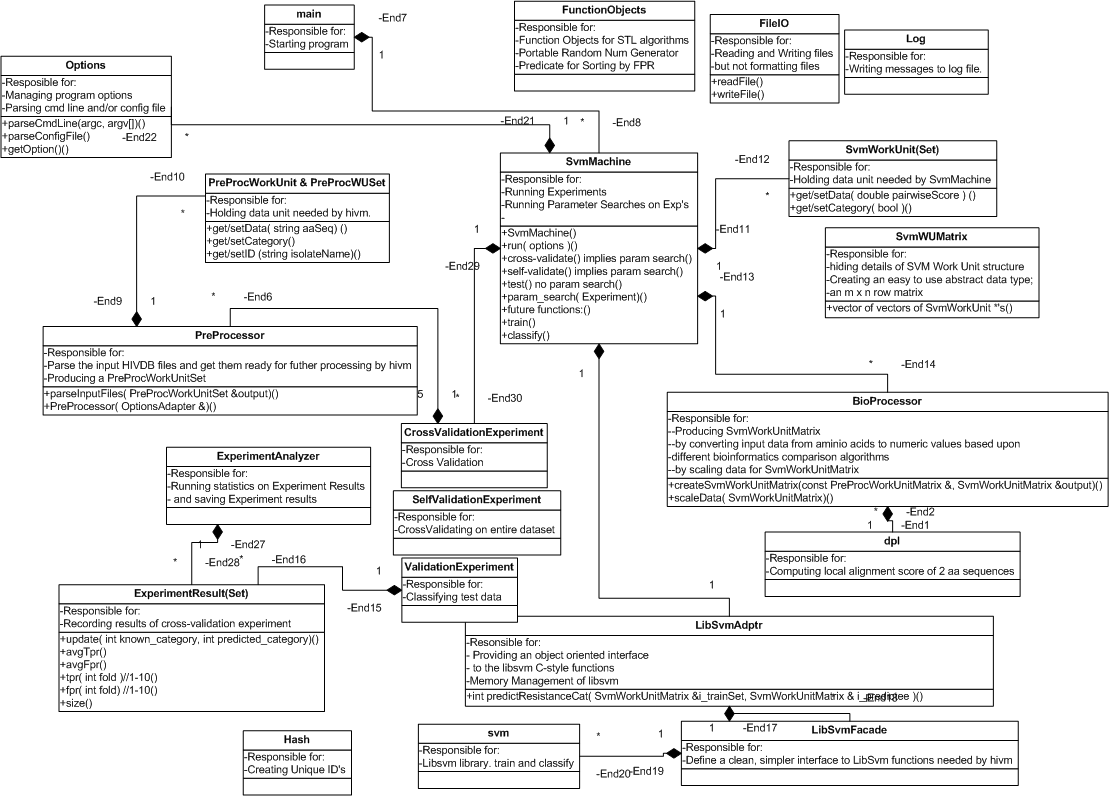 main
-Responsible for:
-Starting program
-End7
1
FunctionObjects
-Responsible for:
-Function Objects for STL algorithms
-Portable Random Num Generator
-Predicate for Sorting by FPR
FileIO
-Responsible for:
-Reading and Writing files
-but not formatting files
+readFile()
+writeFile()
Log
-Responsible for:
-Writing messages to log file.
Options
-Resposible for:
-Managing program options
-Parsing cmd line and/or config file
+parseCmdLine(argc, argv[])()
+parseConfigFile()
+getOption()()
-End22
*
-End21
1
*
-End8
SvmMachine
-Responsible for:
-Running Experiments
-Running Parameter Searches on Exp's
-
+SvmMachine()
+run( options )()
+cross-validate() implies param search()
+self-validate() implies param search()
+test() no param search()
+param_search( Experiment)()
+future functions:()
+train()
+classify()
-End12
*
SvmWorkUnit(Set)
-Responsible for:
-Holding data unit needed by SvmMachine
+get/setData( double pairwiseScore ) ()
+get/setCategory( bool )()
-End11
1
-End10
*
PreProcWorkUnit & PreProcWUSet
-Responsible for:
-Holding data unit needed by hivm.
+get/setData( string aaSeq) ()
+get/setCategory()
+get/setID (string isolateName)()
1
-End29
SvmWUMatrix
-Responsible for:
-hiding details of SVM Work Unit structure
-Creating an easy to use abstract data type;
-an m x n row matrix
+vector of vectors of SvmWorkUnit *'s()
-End13
1
-End9
1
*
-End6
PreProcessor
-Responsible for:
-Parse the input HIVDB files and get them ready for futher processing by hivm
-Producing a PreProcWorkUnitSet
+parseInputFiles( PreProcWorkUnitSet &output)()
+PreProcessor( OptionsAdapter &)()
5
1
*
-End30
1
*
-End14
BioProcessor
-Responsible for:
--Producing SvmWorkUnitMatrix
--by converting input data from aminio acids to numeric values based upon
-different bioinformatics comparison algorithms
--by scaling data for SvmWorkUnitMatrix
+createSvmWorkUnitMatrix(const PreProcWorkUnitMatrix &, SvmWorkUnitMatrix &output)()
+scaleData( SvmWorkUnitMatrix)()
CrossValidationExperiment
-Responsible for:
-Cross Validation
ExperimentAnalyzer
-Responsible for:
-Running statistics on Experiment Results
- and saving Experiment results
SelfValidationExperiment
-Responsible for:
-CrossValidating on entire dataset
*
-End2
1
-End1
dpl
-Responsible for:
-Computing local alignment score of 2 aa sequences
1
-End27
*
-End28
*
-End16
1
-End15
ValidationExperiment
-Responsible for:
-Classifying test data
1
ExperimentResult(Set)
-Responsible for:
-Recording results of cross-validation experiment
+update( int known_category, int predicted_category)()
+avgTpr()
+avgFpr()
+tpr( int fold )//1-10()
+fpr( int fold) //1-10()
+size()
LibSvmAdptr
-Resonsible for:
- Providing an object oriented interface
- to the libsvm C-style functions
-Memory Management of libsvm
+int predictResistanceCat( SvmWorkUnitMatrix &i_trainSet, SvmWorkUnitMatrix & )()
1
-End17
svm
-Responsible for:
-Libsvm library. train and classify
*
-End20
1
-End19
LibSvmFacade
-Responsible for:
-Define a clean, simpler interface to LibSvm functions needed by hivm
Hash
-Responsible for:
-Creating Unique ID's